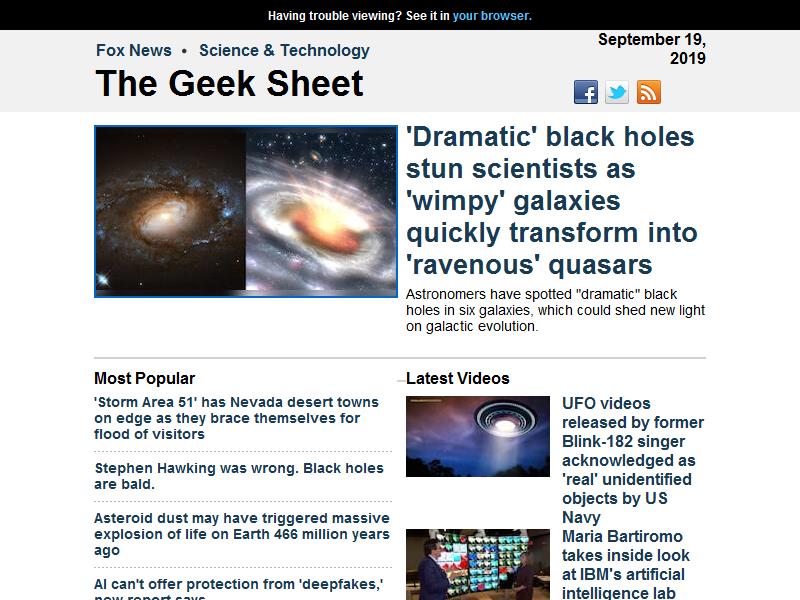 Having trouble viewing? See it in your browser.
Fox News • Science & Technology
The Geek Sheet
September 19,
2019
'Dramatic' black holes
stun scientists as
'wimpy' galaxies
quickly transform into
'ravenous' quasars
Astronomers have spotted "dramatic" black
holes in six galaxies, which could shed new light
on galactic evolution.
Most Popular
'Storm Area 51' has Nevada desert towns
on edge as they brace themselves for
flood of visitors
Stephen Hawking was wrong. Black holes
are bald.
Asteroid dust may have triggered massive
explosion of life on Earth 466 million years
ago
AI can't offer protection from 'deepfakes,'
new report says
Latest Videos
UFO videos
released by former
Blink-182 singer
acknowledged as
'real' unidentified
objects by US
Navy
Maria Bartiromo
takes inside look
at IBM's artificial
intelligence lab